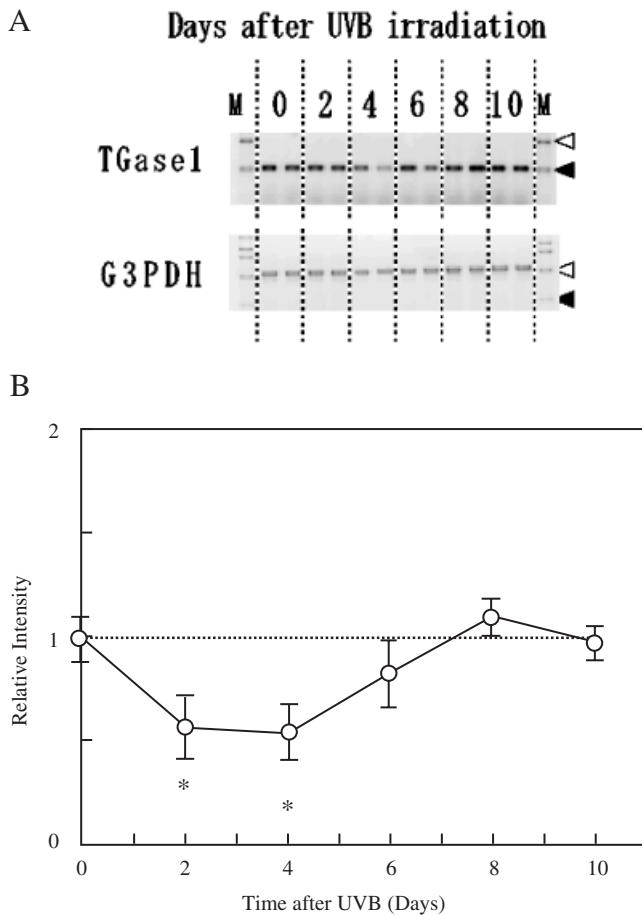 A
Days after UVB irradiation
M 0 2 4 6 8 10 M
TGase1
G3PDH
B
2
1
0
Relative Intensity
* *
0 2 4 6 8 10
Time after UVB (Days)